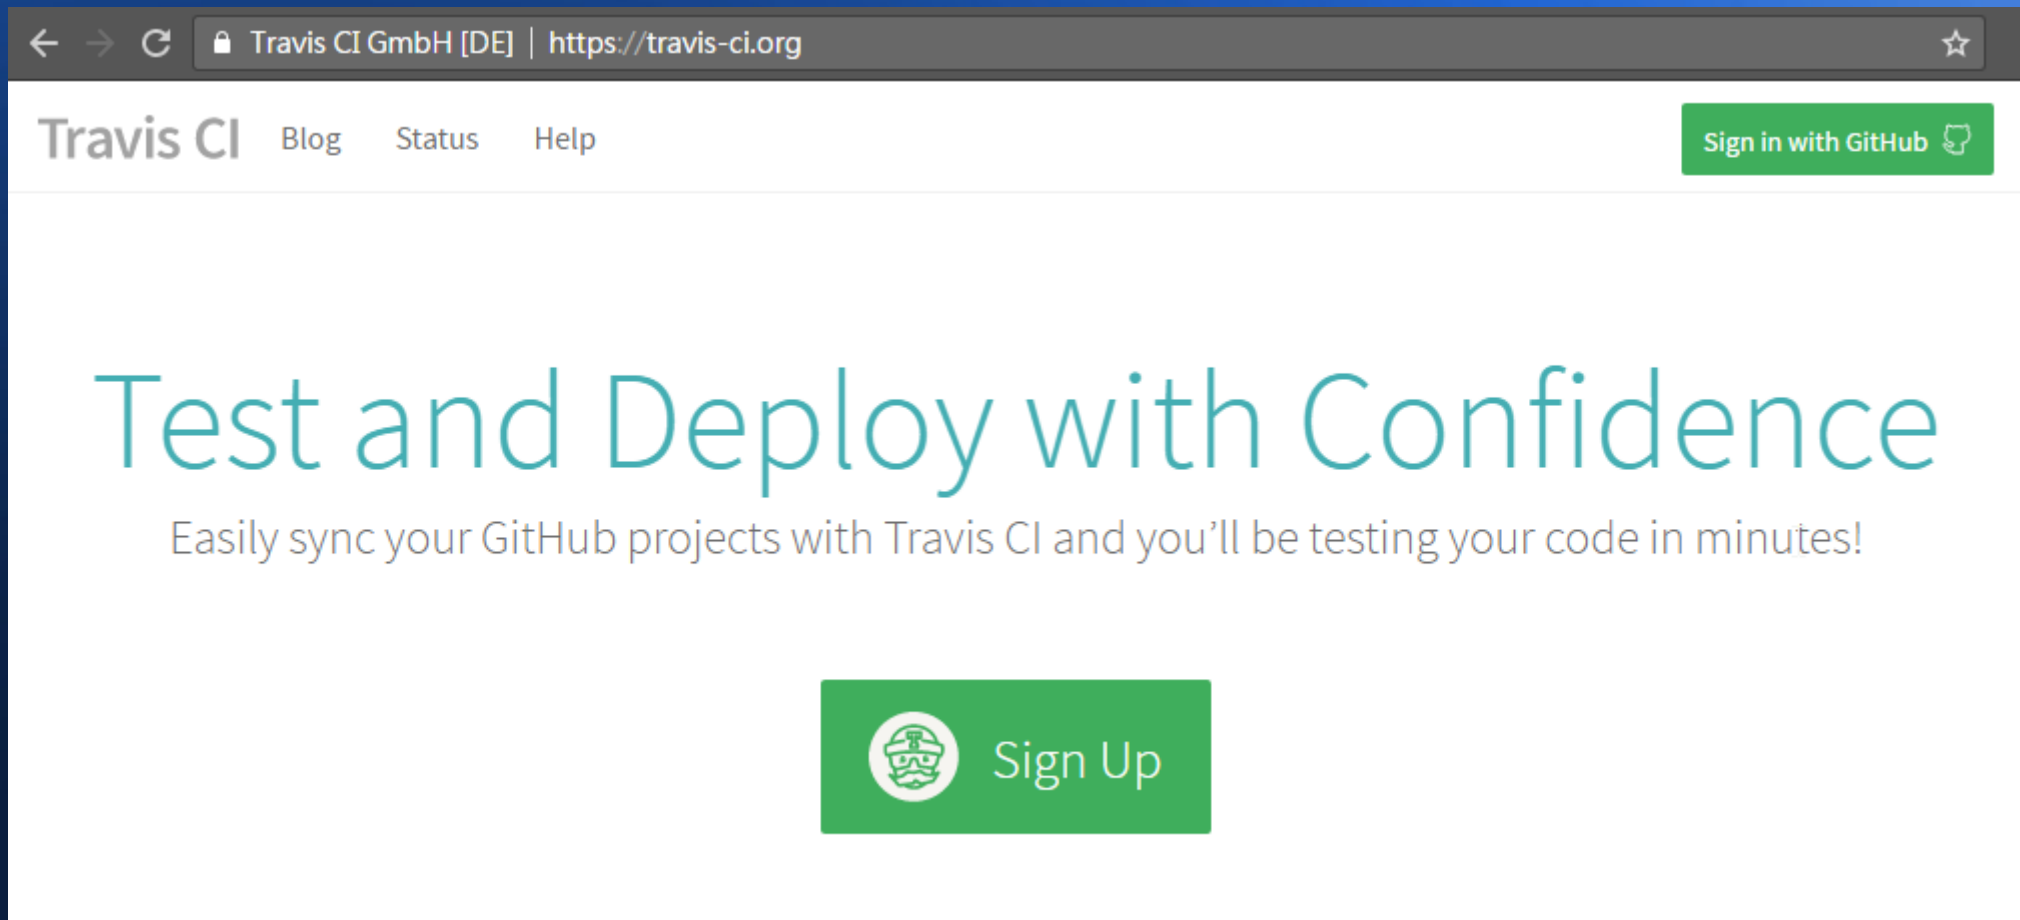 Travis CI GmbH [DE] | https://travis-ci.org
Travis CI Blog Status Help Sign in with GitHub
Test and Deploy with Confidence
Easily sync your GitHub projects with Travis CI and you’ll be testing your code in minutes!
Sign Up